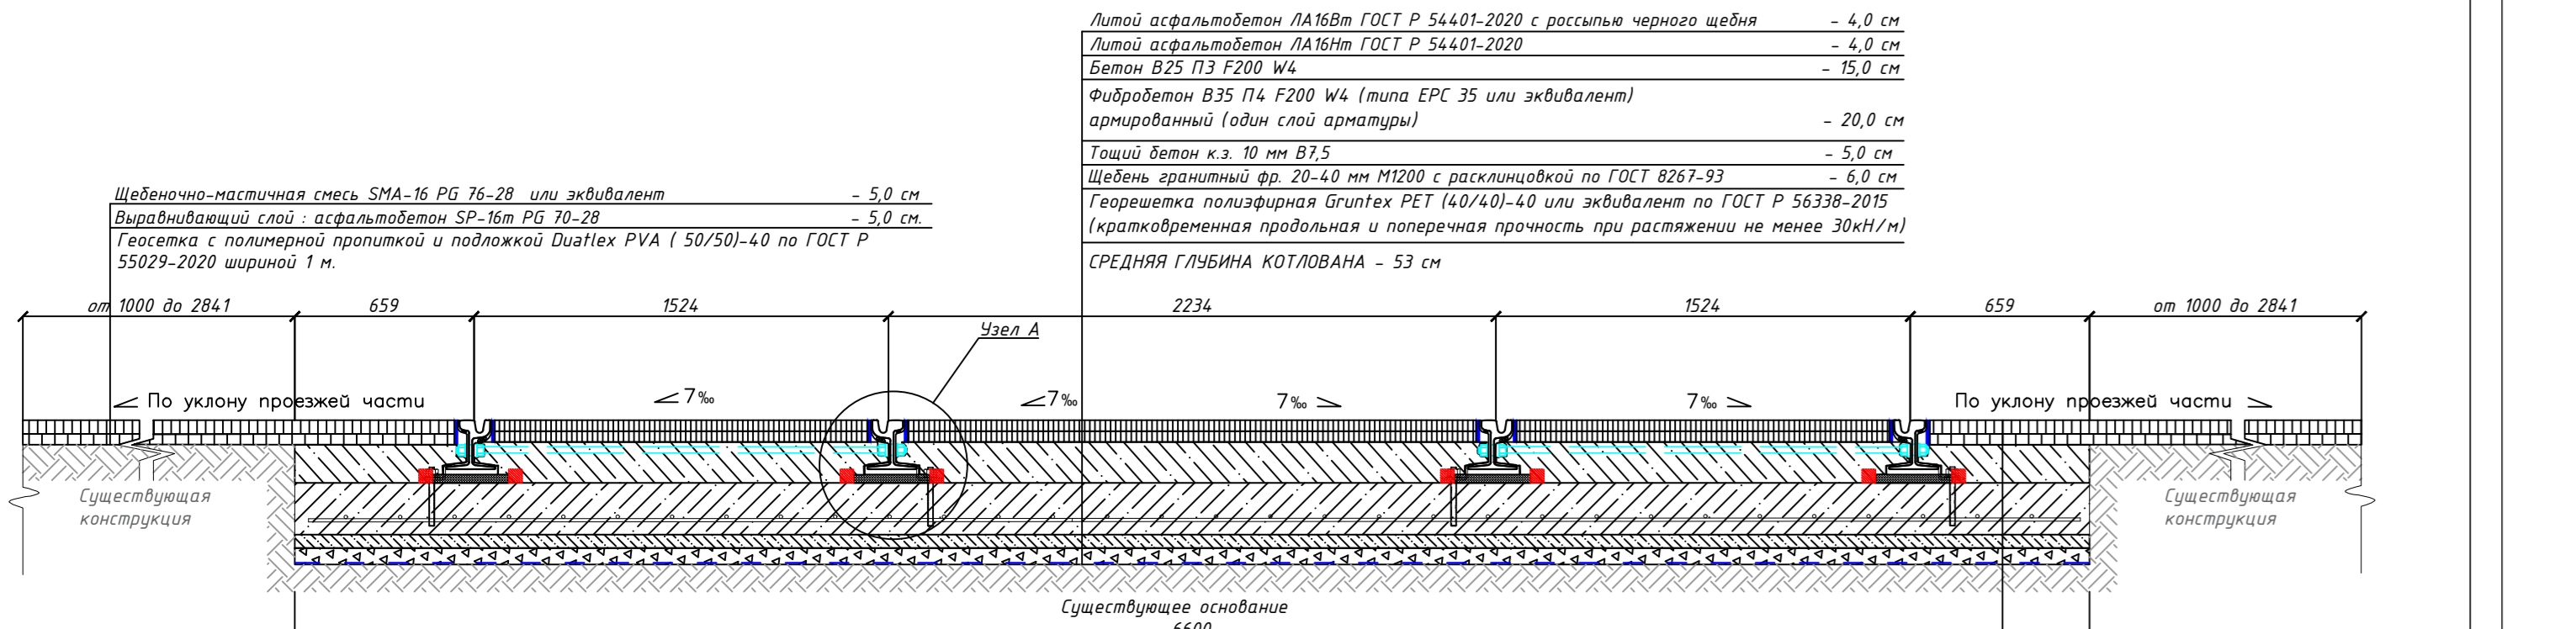 Литой асфальтобетон ЛА16Вт ГОСТ Р 54401-2020 с россыпью черного щебня - 4,0 см
Литой асфальтобетон ЛА16Нт ГОСТ Р 54401-2020 - 4,0 см
Бетон В25 П3 F200 W4 - 15,0 см
Фибробетон В35 П4 F200 W4 (типа ЕРС 35 или эквивалент)
армированный (один слой арматуры) - 20,0 см
Тощий бетон к.з. 10 мм В7,5 - 5,0 см
Щебень гранитный фр. 20-40 мм М1200 с расклинцовкой по ГОСТ 8267-93 - 6,0 см
Георешетка полиэфирная Gruntex PET (40/40)-40 или эквивалент по ГОСТ Р 56338-2015
(кратковременная продольная и поперечная прочность при растяжении не менее 30кН/м)
СРЕДНЯЯ ГЛУБИНА КОТЛОВАНА - 53 см
Щебеночно-мастичная смесь SMA-16 PG 76-28 или эквивалент - 5,0 см
Выравнивающий слой : асфальтобетон SP-16т PG 70-28 - 5,0 см.
Геосетка с полимерной пропиткой и подложкой Duatlex PVA ( 50/50)-40 по ГОСТ Р
55029-2020 шириной 1 м.
от 1000 до 2841 659 1524 2234 1524 659 от 1000 до 2841
Узел А
По уклону проезжей части 7‰ 7‰ 7‰ 7‰ По уклону проезжей части
Существующая
конструкция
Существующая
конструкция
Существующее основание
6600